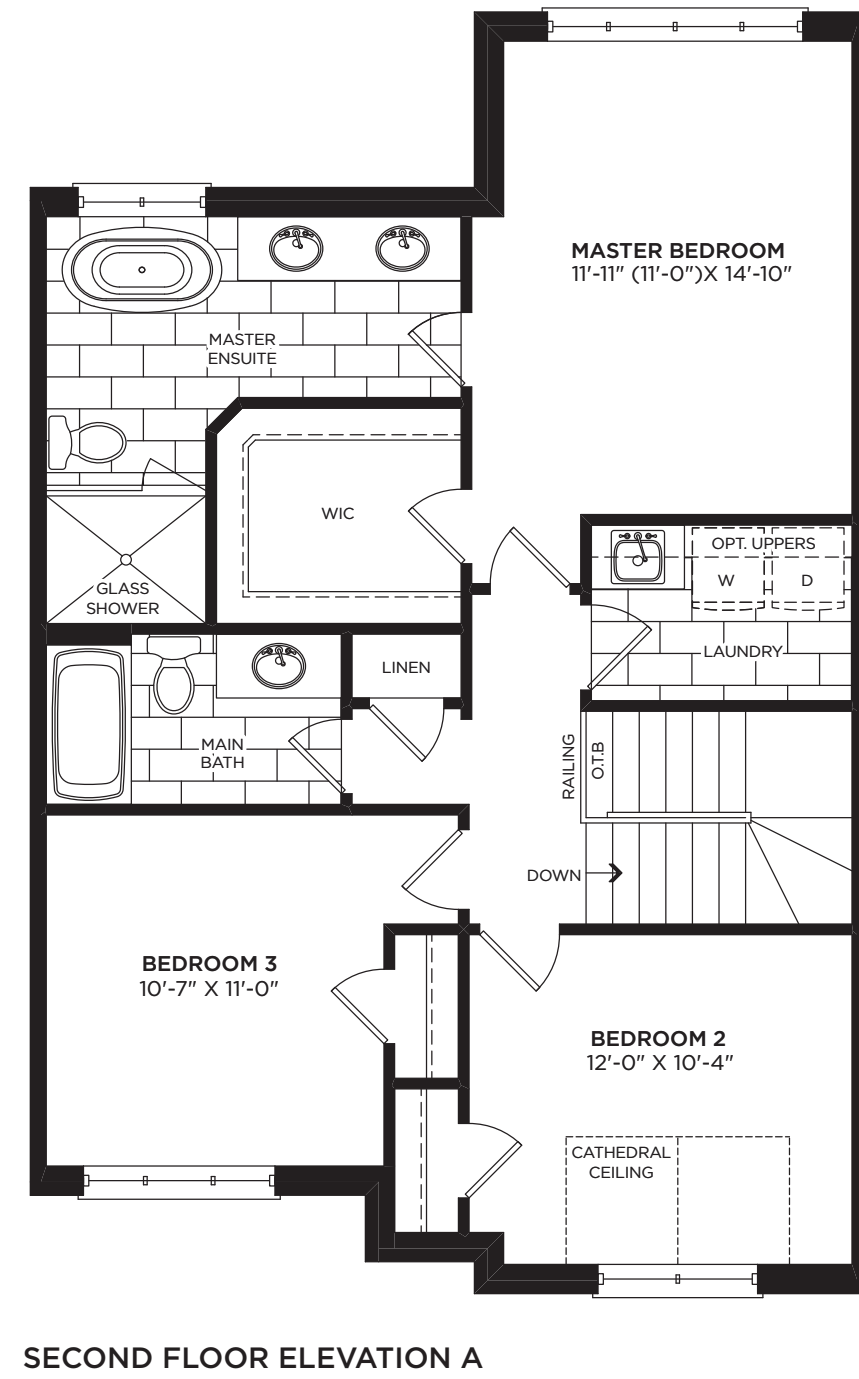 MASTER BEDROOM
11'-11" (11'-0")X 14'-10"
MASTER
ENSUITE
WIC
OPT. UPPERS
W
D
GLASS
SHOWER
LAUNDRY
LINEN
MAIN
BATH
RAILING
O.T.B
DOWN
BEDROOM 3
10'-7" X 11'-0"
BEDROOM 2
12'-0" X 10'-4"
CATHEDRAL
CEILING
SECOND FLOOR ELEVATION A